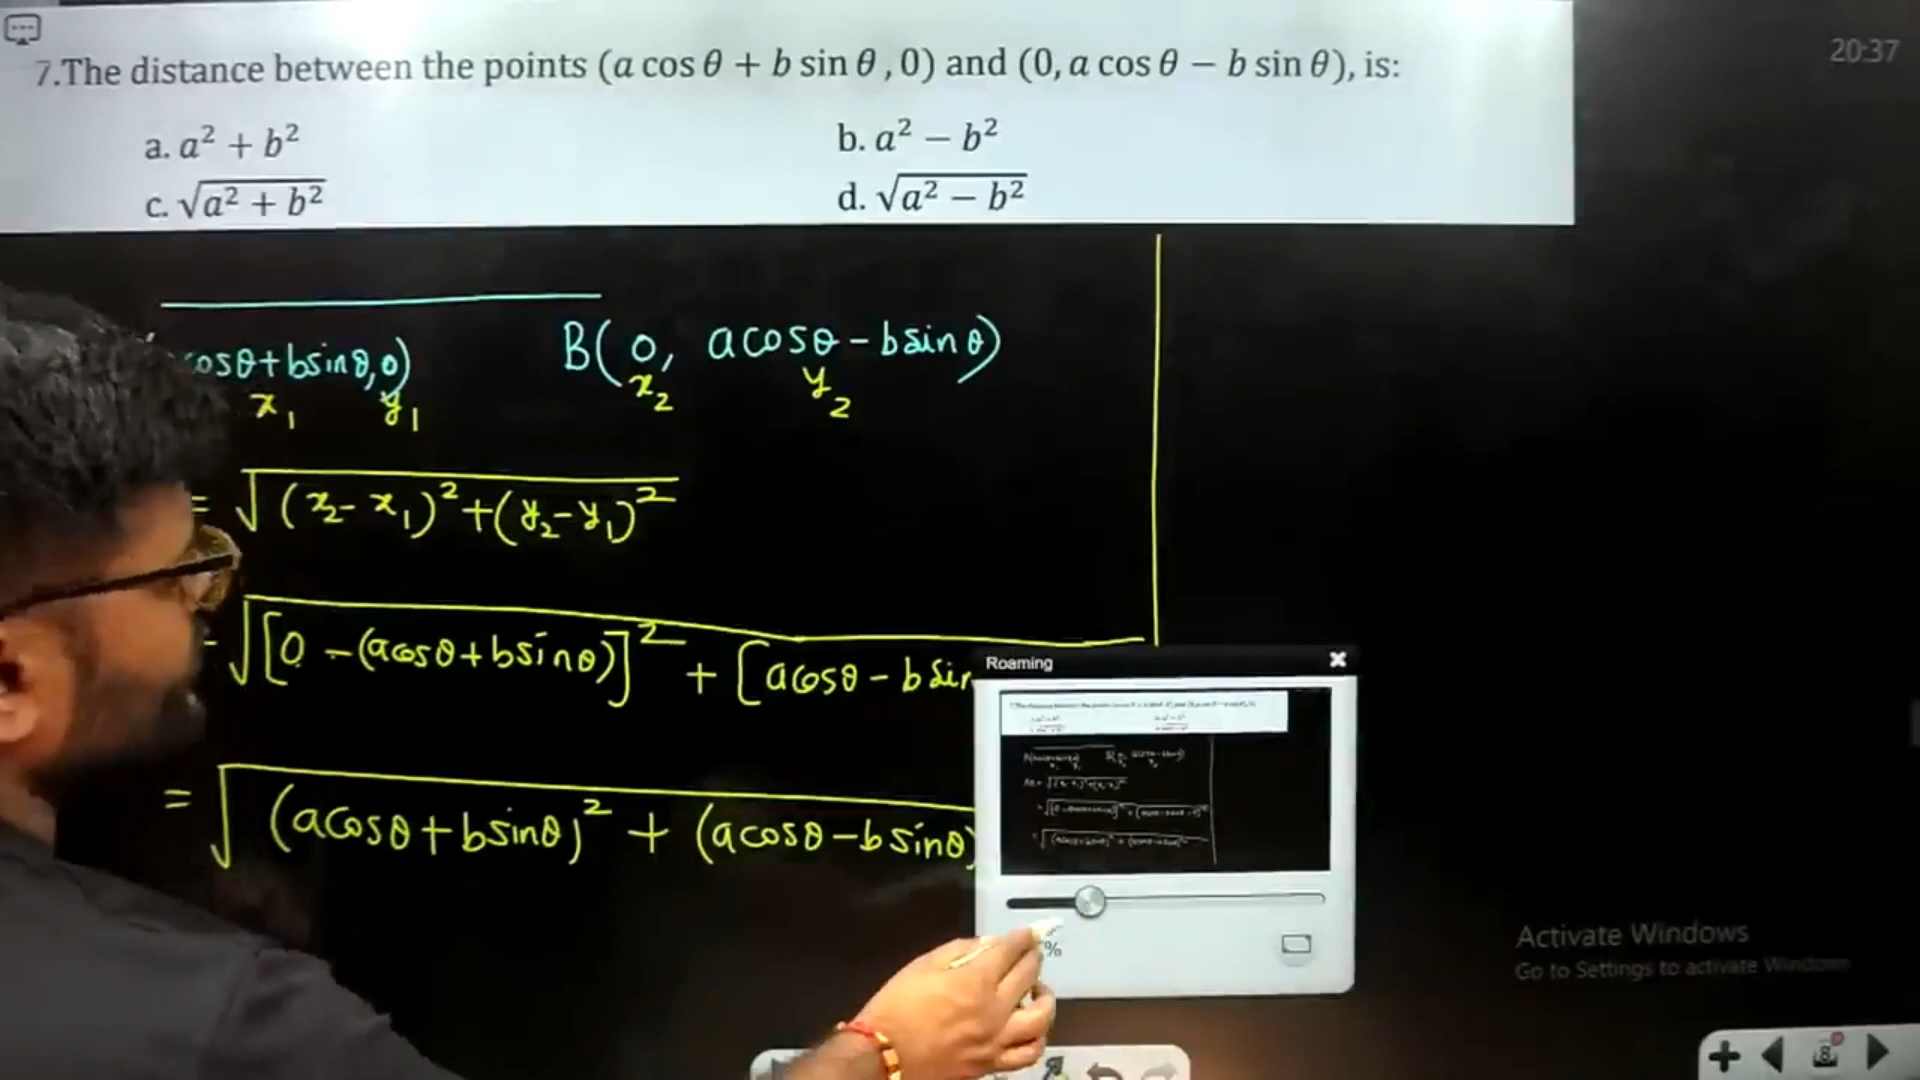 20:37
7.The distance between the points (a cos θ + b sin θ , 0) and (0, a cos θ − b sin θ), is:
a. a² + b²
b. a² − b²
c. √(a² + b²)
d. √(a² − b²)
cosθ+bsinθ,0)
B(0, acosθ-bsinθ)
x₁ y₁
x₂ y₂
= √(x₂-x₁)²+(y₂-y₁)²
√[0-(acosθ+bsinθ)]² + [acosθ-bsin
= √(acosθ+bsinθ)² + (acosθ-bsinθ)
Roaming
%
Activate Windows
Go to Settings to activate Windows
8